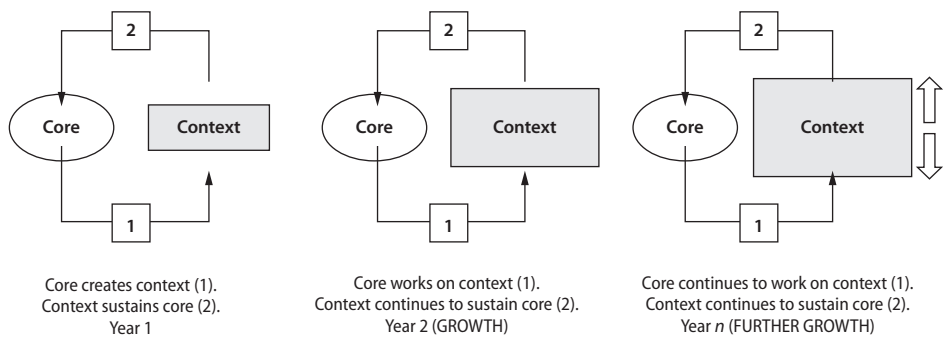 2
Core
Context
1
Core creates context (1).
Context sustains core (2).
Year 1
2
Core
Context
1
Core works on context (1).
Context continues to sustain core (2).
Year 2 (GROWTH)
2
Core
Context
1
Core continues to work on context (1).
Context continues to sustain core (2).
Year n (FURTHER GROWTH)